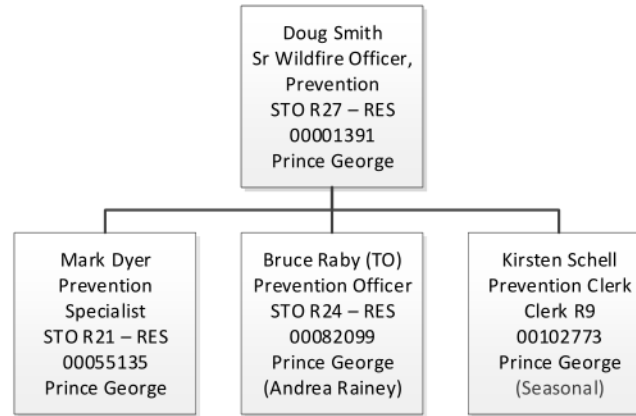 Doug Smith
Sr Wildfire Officer,
Prevention
STO R27 – RES
00001391
Prince George
Mark Dyer
Prevention
Specialist
STO R21 – RES
00055135
Prince George
Bruce Raby (TO)
Prevention Officer
STO R24 – RES
00082099
Prince George
(Andrea Rainey)
Kirsten Schell
Prevention Clerk
Clerk R9
00102773
Prince George
(Seasonal)